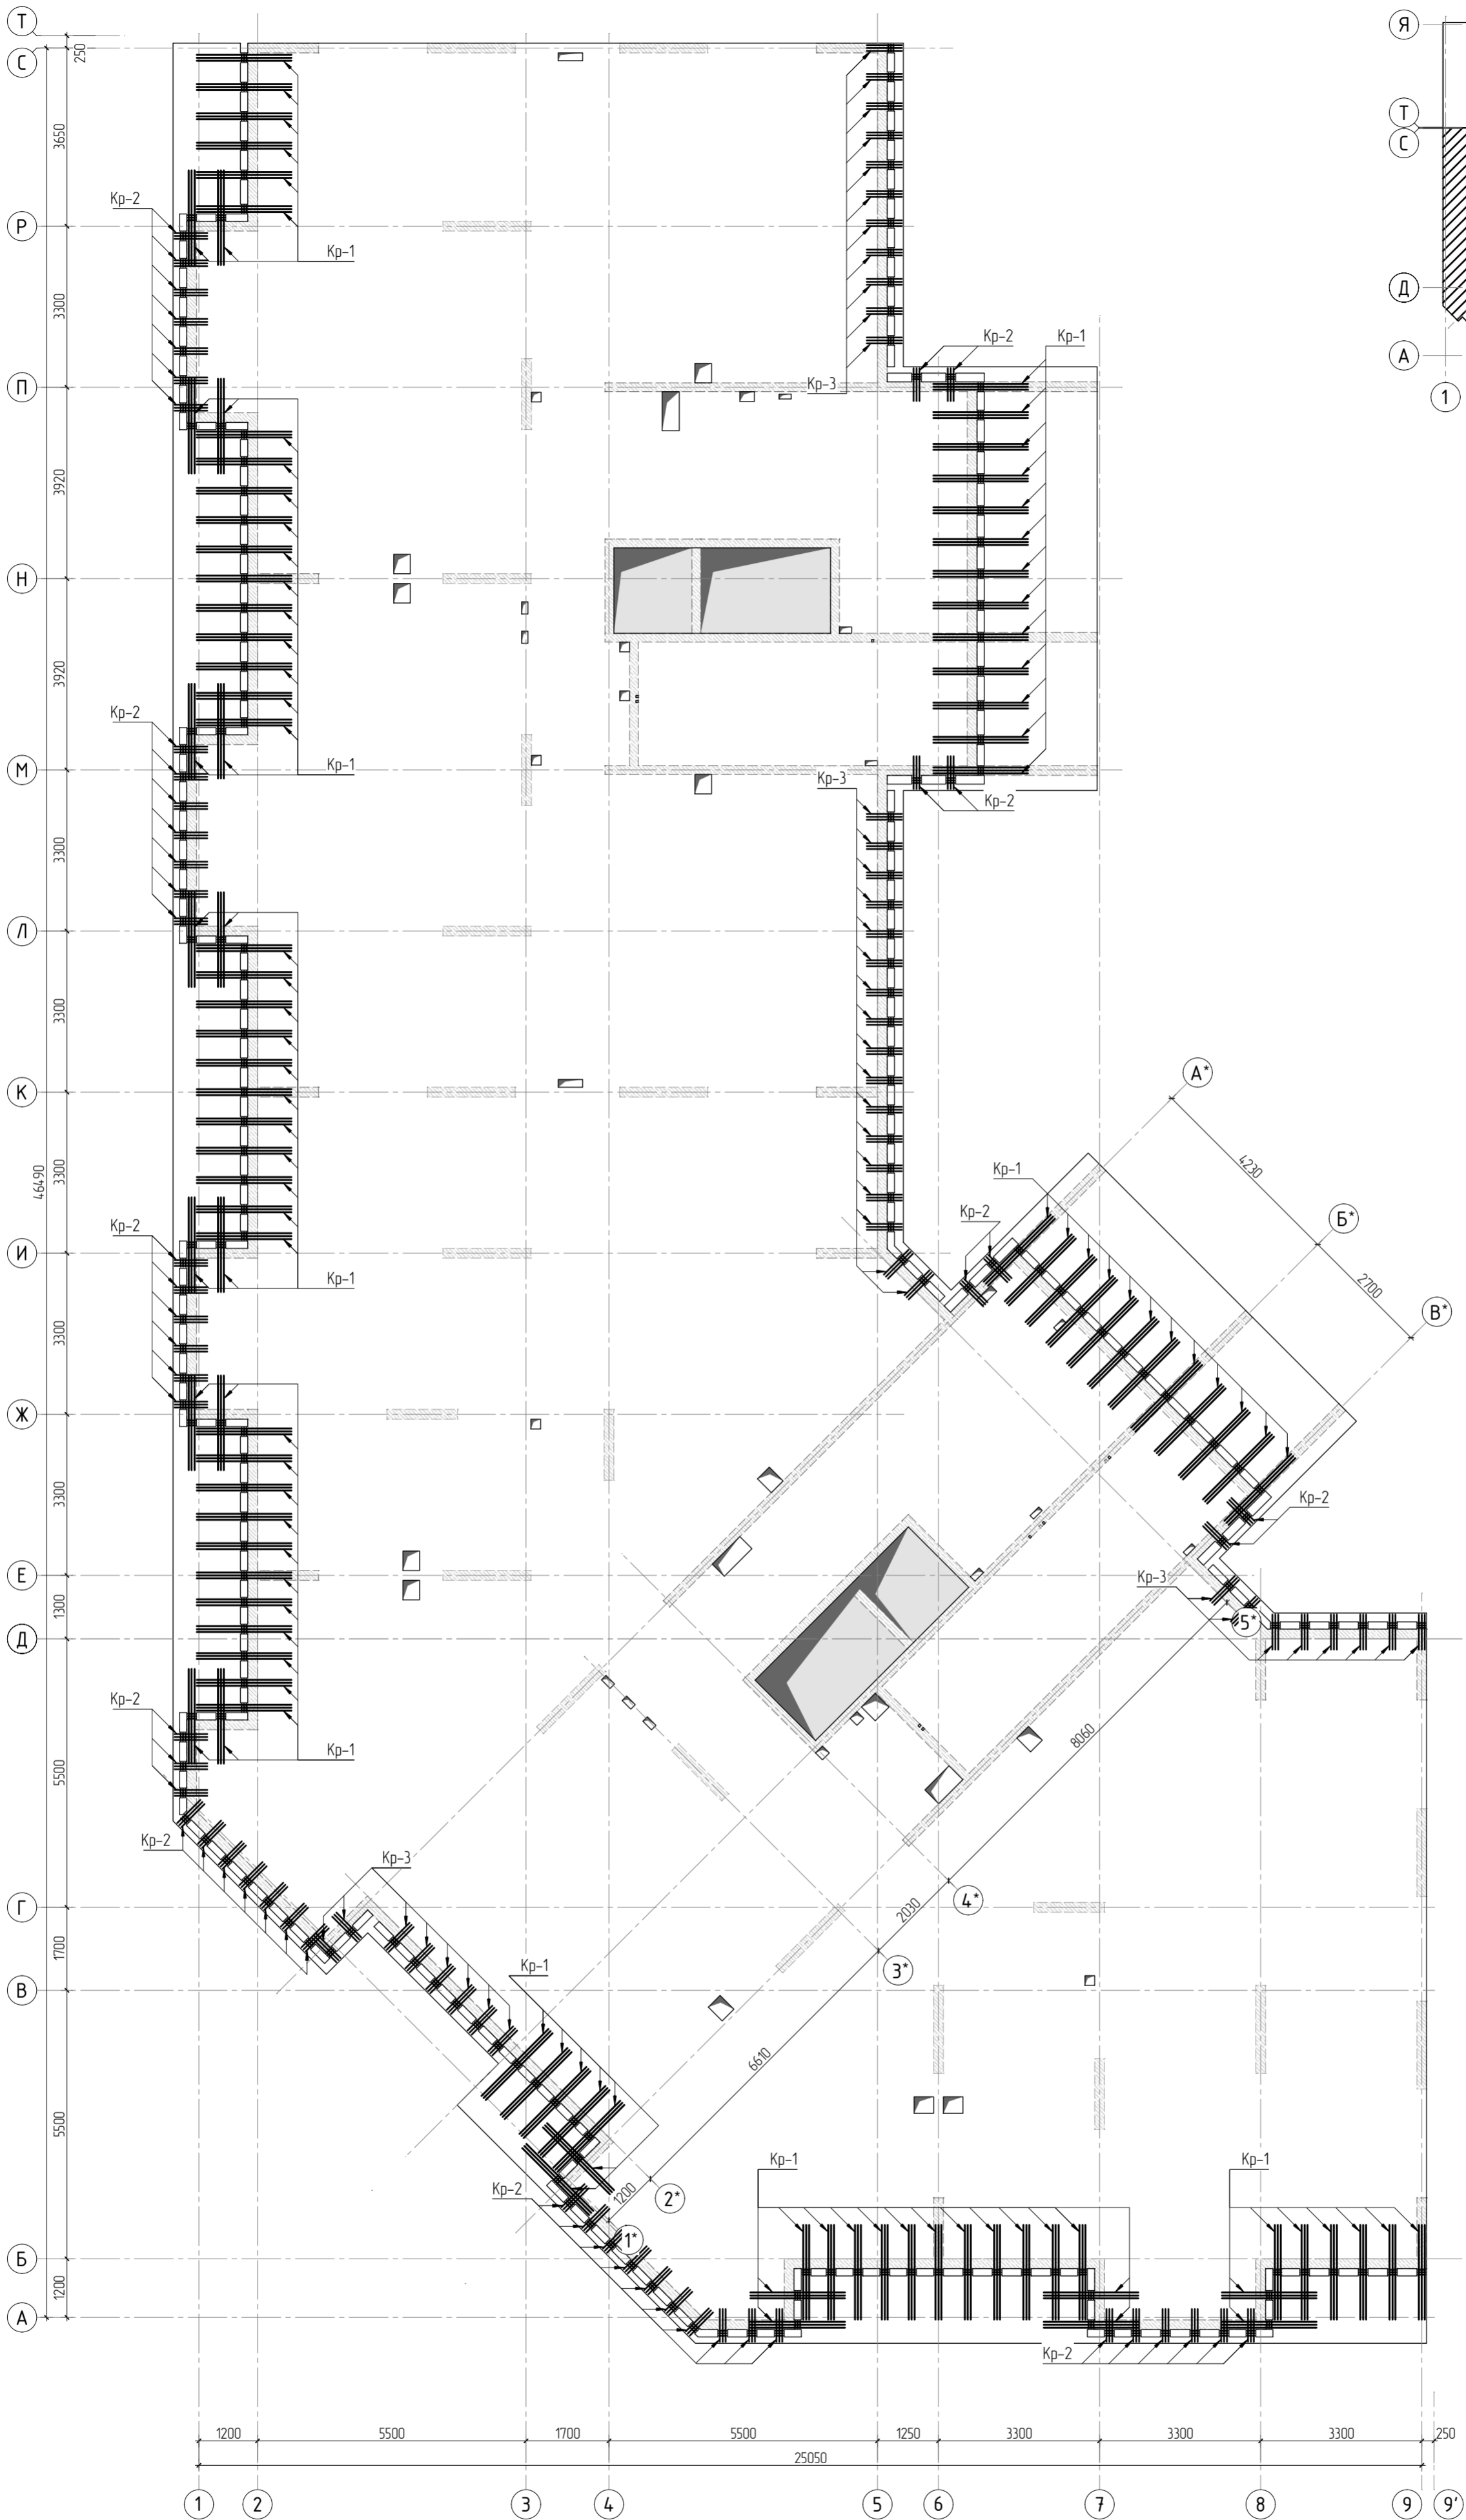 Т
С
250
3650
Р
3300
П
3920
Н
3920
М
3300
Л
3300
К
46490
3300
И
3300
Ж
3300
Е
1300
Д
5500
Г
1700
В
5500
Б
1200
А
Я
Т
С
Д
А
1
Кр-2
Кр-1
Кр-3
Кр-2
Кр-1
Кр-2
Кр-1
Кр-3
Кр-2
Кр-2
Кр-1
Кр-1
Кр-2
А*
4230
Б*
2700
В*
Кр-2
Кр-3
5*
Кр-2
Кр-1
Кр-2
Кр-3
8060
4*
2030
3*
Кр-1
6610
Кр-2
1200
2*
1*
Кр-1
Кр-1
Кр-2
1200
5500
1700
5500
1250
3300
3300
3300
250
25050
1
2
3
4
5
6
7
8
9
9'